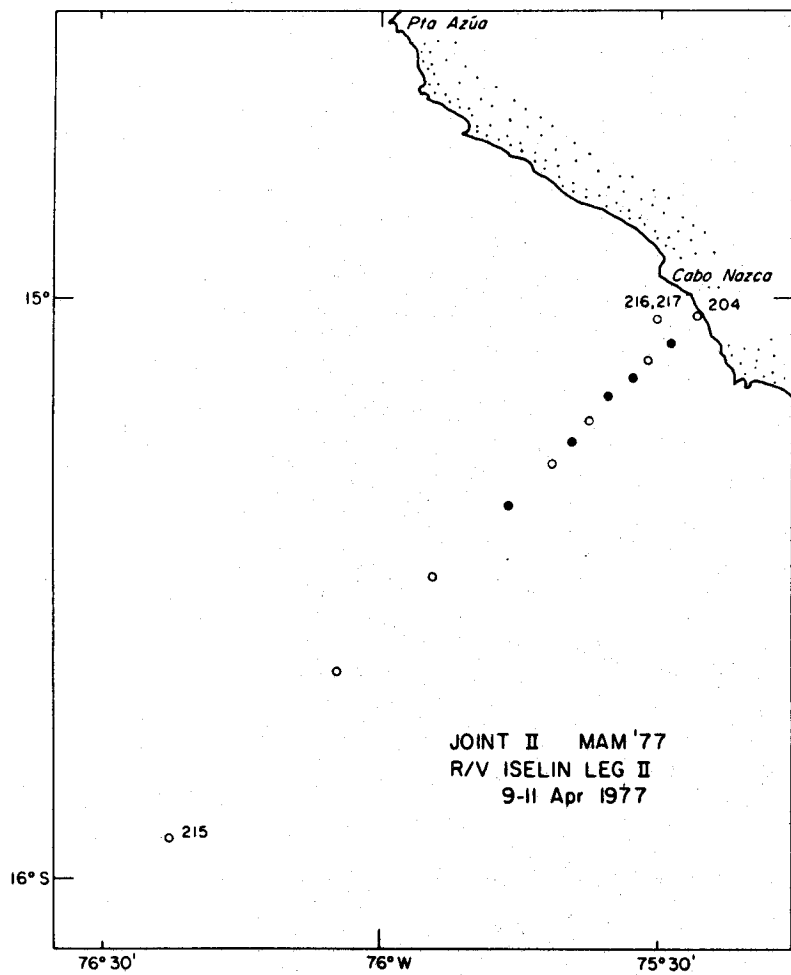 Pta Azúa
Cabo Nazca
15°
216,217
204
JOINT II MAM '77
R/V ISELIN LEG II
9-11 Apr 1977
215
16° S
76° 30'
76° W
75° 30'